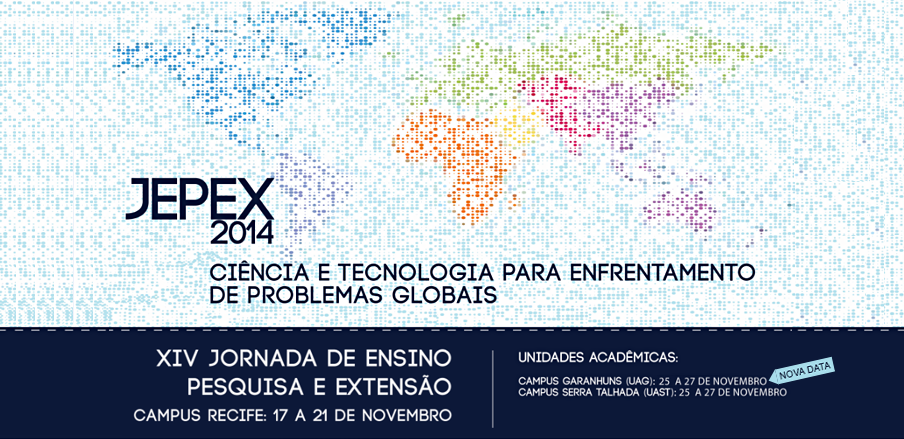 JEPEX
2014
CIÊNCIA E TECNOLOGIA PARA ENFRENTAMENTO
DE PROBLEMAS GLOBAIS
XIV JORNADA DE ENSINO
PESQUISA E EXTENSÃO
CAMPUS RECIFE: 17 A 21 DE NOVEMBRO
UNIDADES ACADÊMICAS:
CAMPUS GARANHUNS (UAG): 25 A 27 DE NOVEMBRO
NOVA DATA
CAMPUS SERRA TALHADA (UAST): 25 A 27 DE NOVEMBRO